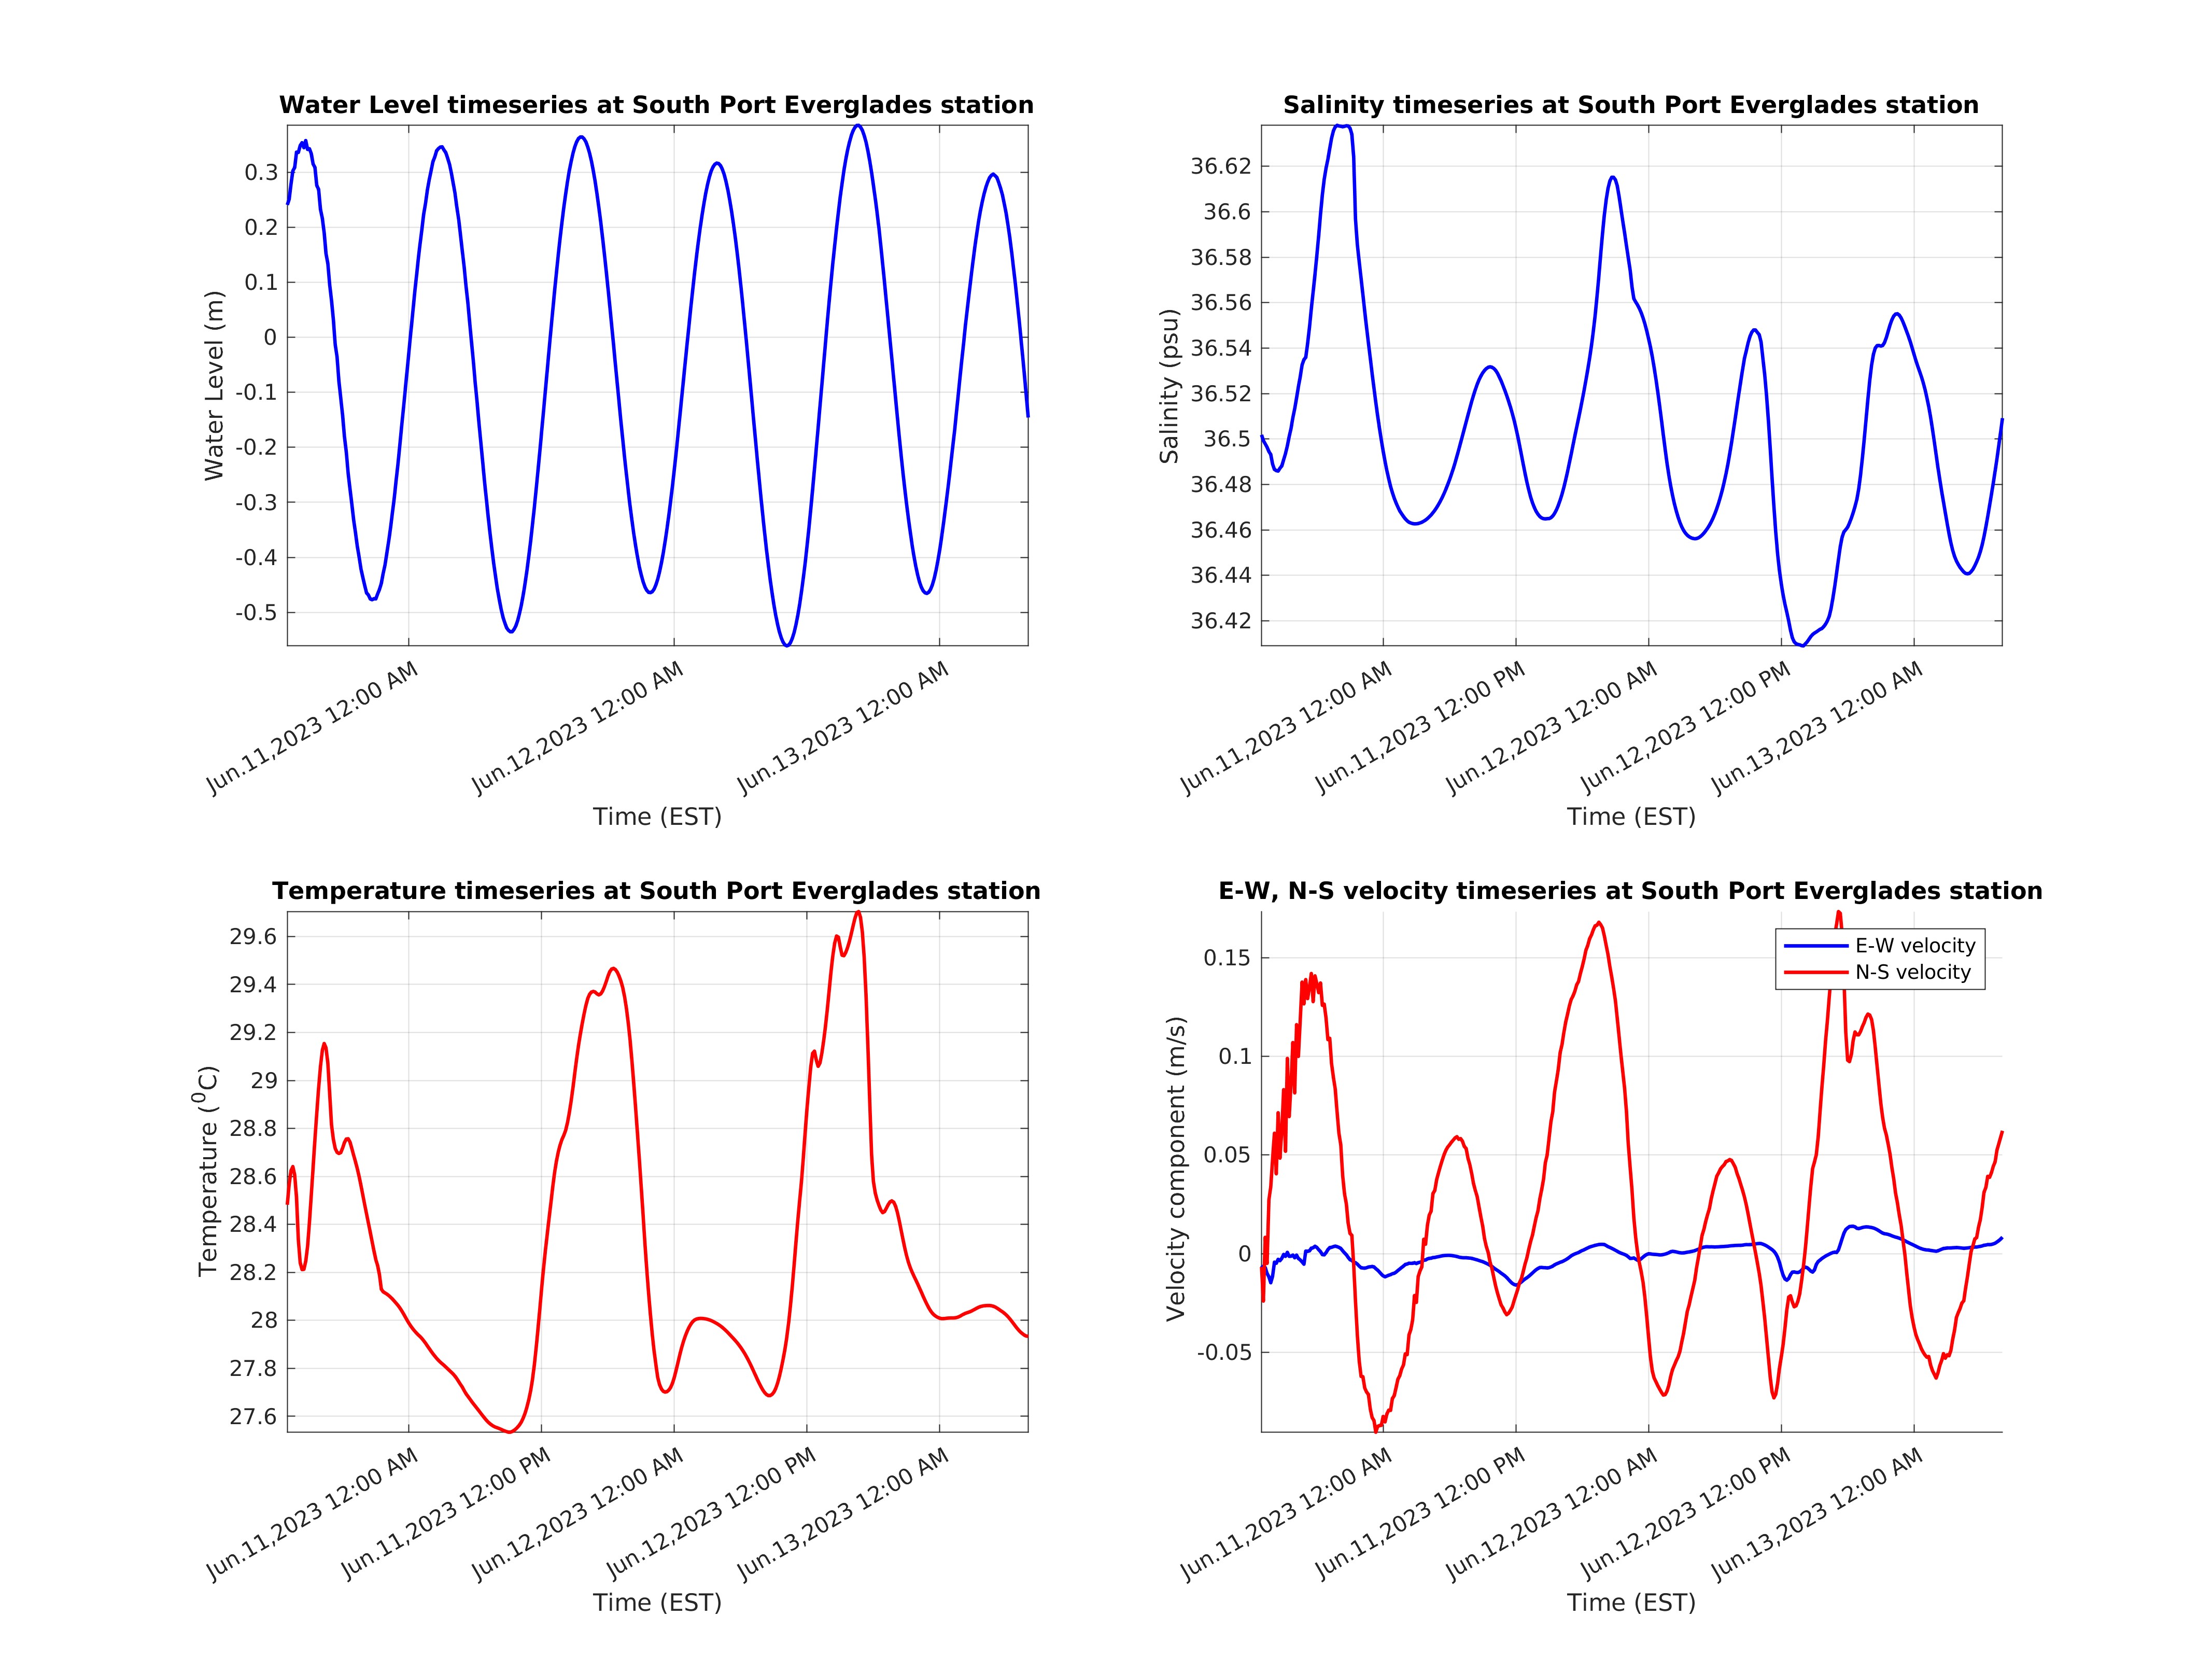 Water Level timeseries at South Port Everglades station
0.3
0.2
0.1
0
-0.1
-0.2
-0.3
-0.4
-0.5
Water Level (m)
Jun.11,2023 12:00 AM
Jun.12,2023 12:00 AM
Jun.13,2023 12:00 AM
Time (EST)
Salinity timeseries at South Port Everglades station
36.62
36.6
36.58
36.56
36.54
36.52
36.5
36.48
36.46
36.44
36.42
Salinity (psu)
Jun.11,2023 12:00 AM
Jun.11,2023 12:00 PM
Jun.12,2023 12:00 AM
Jun.12,2023 12:00 PM
Jun.13,2023 12:00 AM
Time (EST)
Temperature timeseries at South Port Everglades station
29.6
29.4
29.2
29
28.8
28.6
28.4
28.2
28
27.8
27.6
Temperature (⁰C)
Jun.11,2023 12:00 AM
Jun.11,2023 12:00 PM
Jun.12,2023 12:00 AM
Jun.12,2023 12:00 PM
Jun.13,2023 12:00 AM
Time (EST)
E-W, N-S velocity timeseries at South Port Everglades station
E-W velocity
N-S velocity
0.15
0.1
0.05
0
-0.05
Velocity component (m/s)
Jun.11,2023 12:00 AM
Jun.11,2023 12:00 PM
Jun.12,2023 12:00 AM
Jun.12,2023 12:00 PM
Jun.13,2023 12:00 AM
Time (EST)